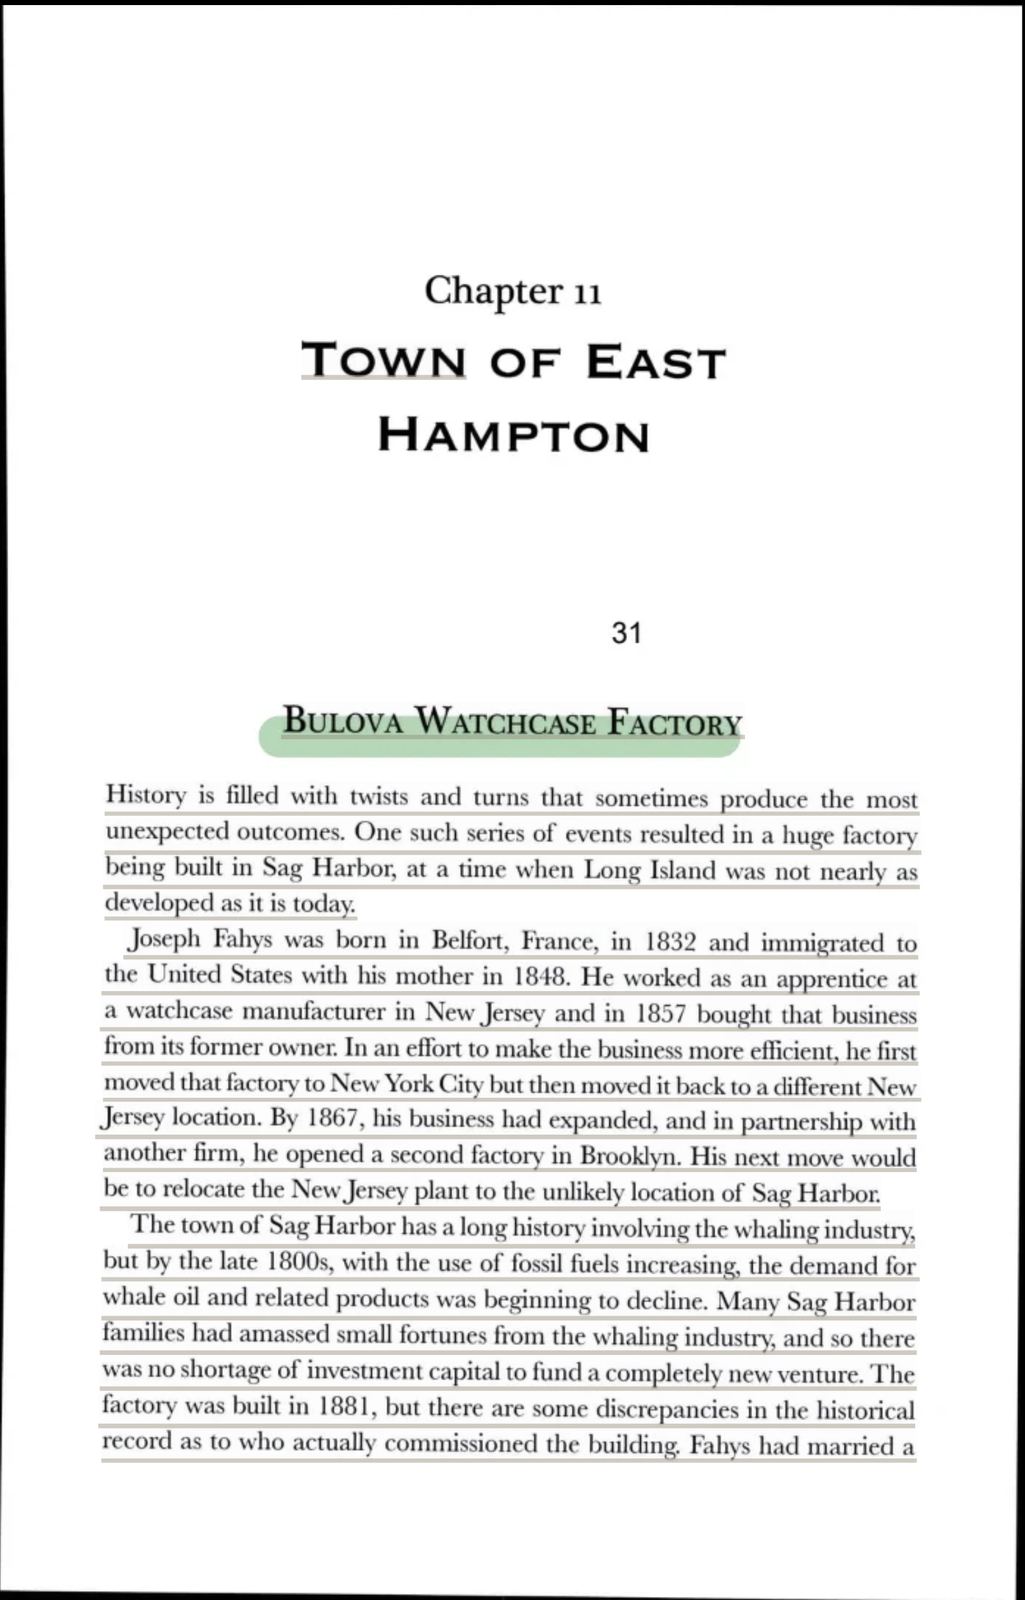 Chapter 11
TOWN OF EAST
HAMPTON
31
BULOVA WATCHCASE FACTORY
History is filled with twists and turns that sometimes produce the most
unexpected outcomes. One such series of events resulted in a huge factory
being built in Sag Harbor, at a time when Long Island was not nearly as
developed as it is today.
Joseph Fahys was born in Belfort, France, in 1832 and immigrated to
the United States with his mother in 1848. He worked as an apprentice at
a watchcase manufacturer in New Jersey and in 1857 bought that business
from its former owner. In an effort to make the business more efficient, he first
moved that factory to New York City but then moved it back to a different New
Jersey location. By 1867, his business had expanded, and in partnership with
another firm, he opened a second factory in Brooklyn. His next move would
be to relocate the New Jersey plant to the unlikely location of Sag Harbor.
The town of Sag Harbor has a long history involving the whaling industry,
but by the late 1800s, with the use of fossil fuels increasing, the demand for
whale oil and related products was beginning to decline. Many Sag Harbor
families had amassed small fortunes from the whaling industry, and so there
was no shortage of investment capital to fund a completely new venture. The
factory was built in 1881, but there are some discrepancies in the historical
record as to who actually commissioned the building. Fahys had married a